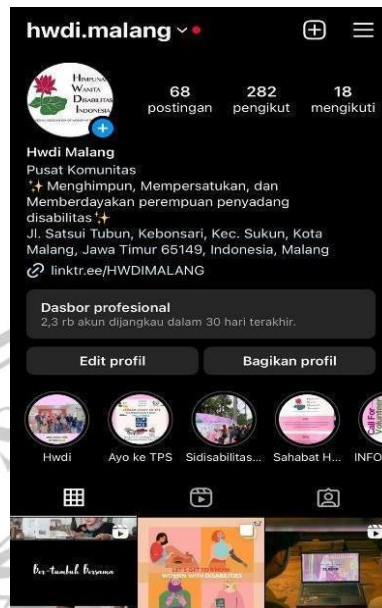 hwdi.malang
HIMPUNAN
WANITA
DISABILITAS
INDONESIA
68
postingan
282
pengikut
18
mengikuti
Hwdi Malang
Pusat Komunitas
✨ Menghimpun, Mempersatukan, dan
Memberdayakan perempuan penyadang
disabilitas ✨
Jl. Satsui Tubun, Kebonsari, Kec. Sukun, Kota
Malang, Jawa Timur 65149, Indonesia, Malang
linktr.ee/HWDIMALANG
Dasbor profesional
2,3 rb akun dijangkau dalam 30 hari terakhir.
Edit profil
Bagikan profil
Call For
Hwdi
Ayo ke TPS
Sidisabilitas...
Sahabat H...
INFO
Ber-tumbuh Bersama
LET'S GET TO KNOW
WOMEN WITH DISABILITIES